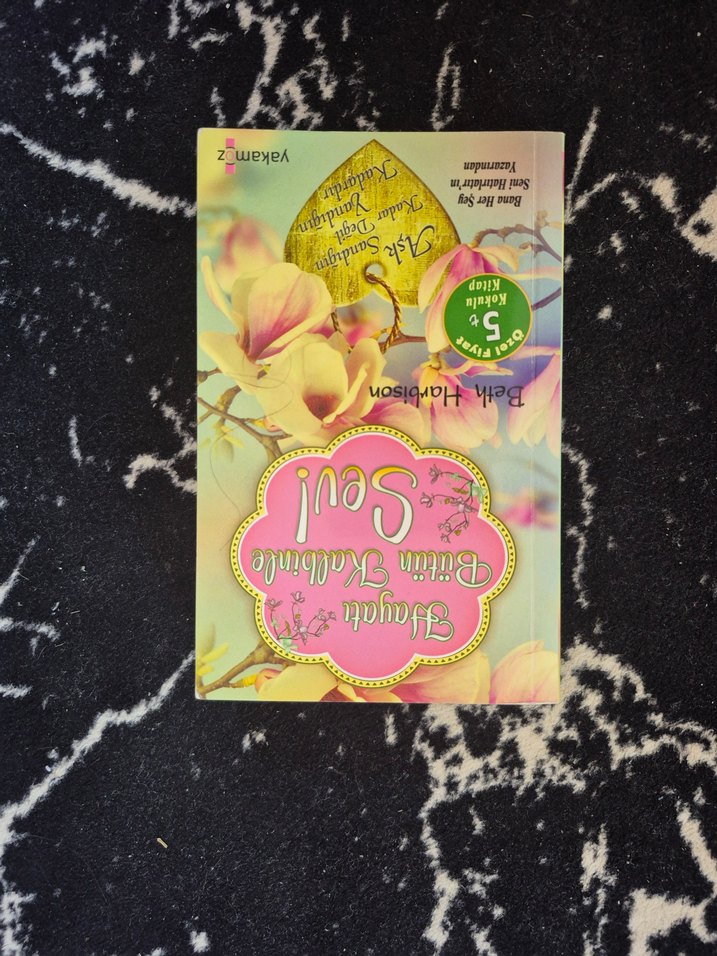 Hayatı
Bütün Kalbinle
Sev!
Beth Harbison
Özel Fiyat
5 ₺
Kokulu
Kitap
Aşk Sandığın
Kadar Değil
Yandığın
Kadardır
Bana Her Şey
Seni Hatırlatır'ın
Yazarından
yakamoz